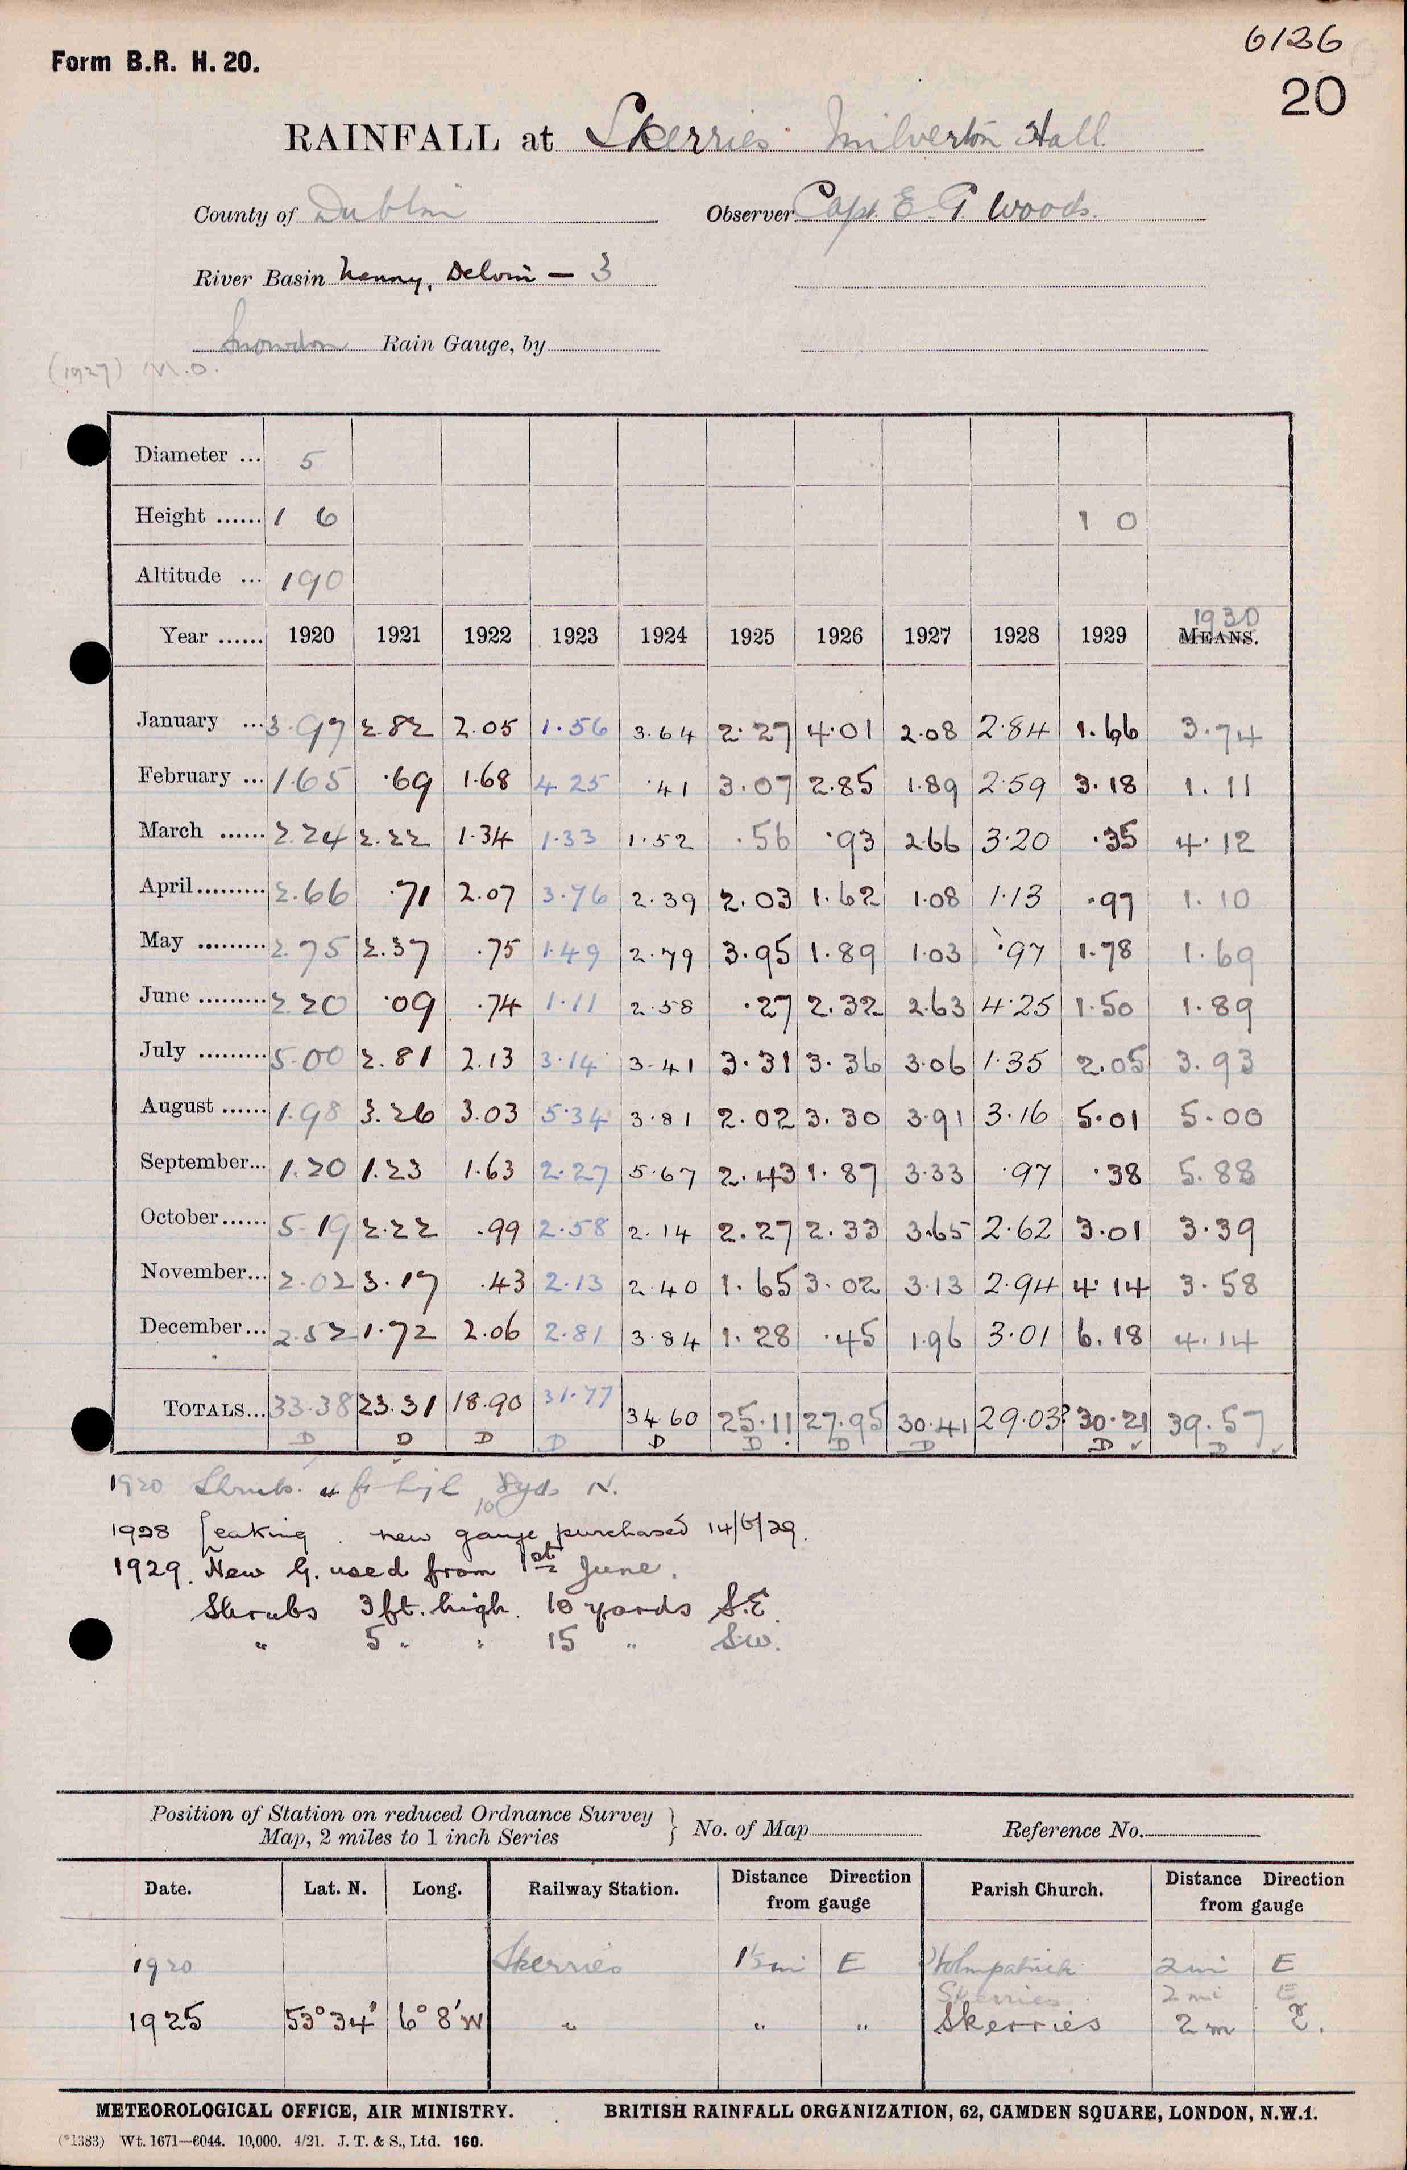 6136
Form B.R. H. 20.
20
RAINFALL at Skerries Milverton Hall
County of Dublin Observer Capt. E. P. Woods.
River Basin Nanny, Delvin — 3
Snowdon Rain Gauge, by
(1927) M.O.
Diameter ... 5
Height ...... 1 6 1 0
Altitude ... 190
1930
Year ...... 1920 1921 1922 1923 1924 1925 1926 1927 1928 1929 MEANS.
January ... 3.97 2.82 2.05 1.56 3.64 2.27 4.01 2.08 2.84 1.66 3.74
February ... 1.65 .69 1.68 4.25 .41 3.07 2.85 1.89 2.59 3.18 1.11
March ...... 2.24 2.22 1.34 1.33 1.52 .56 .93 2.66 3.20 .35 4.12
April......... 2.66 .71 2.07 3.76 2.39 2.03 1.62 1.08 1.13 .97 1.10
May ......... 2.75 2.37 .75 1.49 2.79 3.95 1.89 1.03 .97 1.78 1.69
June ......... 2.20 .09 .74 1.11 2.58 .27 2.32 2.63 4.25 1.50 1.89
July ......... 5.00 2.81 2.13 3.14 3.41 3.31 3.36 3.06 1.35 2.05 3.93
August ...... 1.98 3.26 3.03 5.34 3.81 2.02 3.30 3.91 3.16 5.01 5.00
September... 1.20 1.23 1.63 2.27 5.67 2.43 1.87 3.33 .97 .38 5.88
October...... 5.19 2.22 .99 2.58 2.14 2.27 2.33 3.65 2.62 3.01 3.39
November... 2.02 3.17 .43 2.13 2.40 1.65 3.02 3.13 2.94 4.14 3.58
December... 2.52 1.72 2.06 2.81 3.84 1.28 .45 1.96 3.01 6.18 4.14
TOTALS... 33.38 23.31 18.90 31.77 34 60 25.11 27.95 30.41 29.03? 30.21 39.57
D D D D D D D D D ✓ D ✓
1920 Shrubs 4 ft high 8 yds N.
10
1928 Leaking. new gauge purchased 14/6/29.
1929. New G. used from 1st June.
Shrubs 3 ft. high. 10 yards S.E.
" 5 " " 15 " S.W.
Position of Station on reduced Ordnance Survey Map, 2 miles to 1 inch Series } No. of Map Reference No.
Date. Lat. N. Long. Railway Station. Distance Direction from gauge Parish Church. Distance Direction from gauge
1920 Skerries 1½ mi E Holmpatrick 2 mi E
Skerries 2 mi E
1925 53° 34' 6° 8' W " " " Skerries 2 m E.
METEOROLOGICAL OFFICE, AIR MINISTRY. BRITISH RAINFALL ORGANIZATION, 62, CAMDEN SQUARE, LONDON, N.W.1.
(*1383) Wt. 1671—6044. 10,000. 4/21. J. T. & S., Ltd. 160.